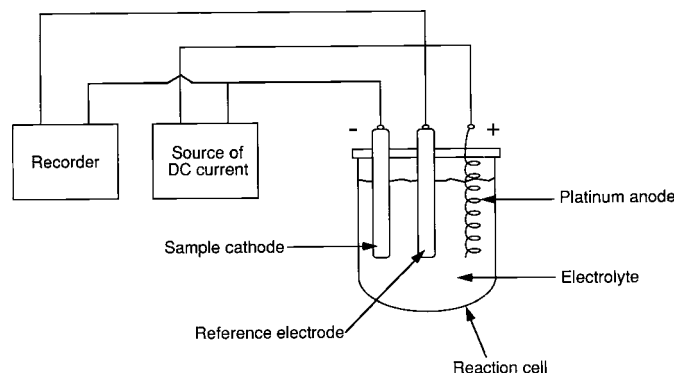 - +
Recorder
Source of
DC current
Platinum anode
Sample cathode
Electrolyte
Reference electrode
Reaction cell